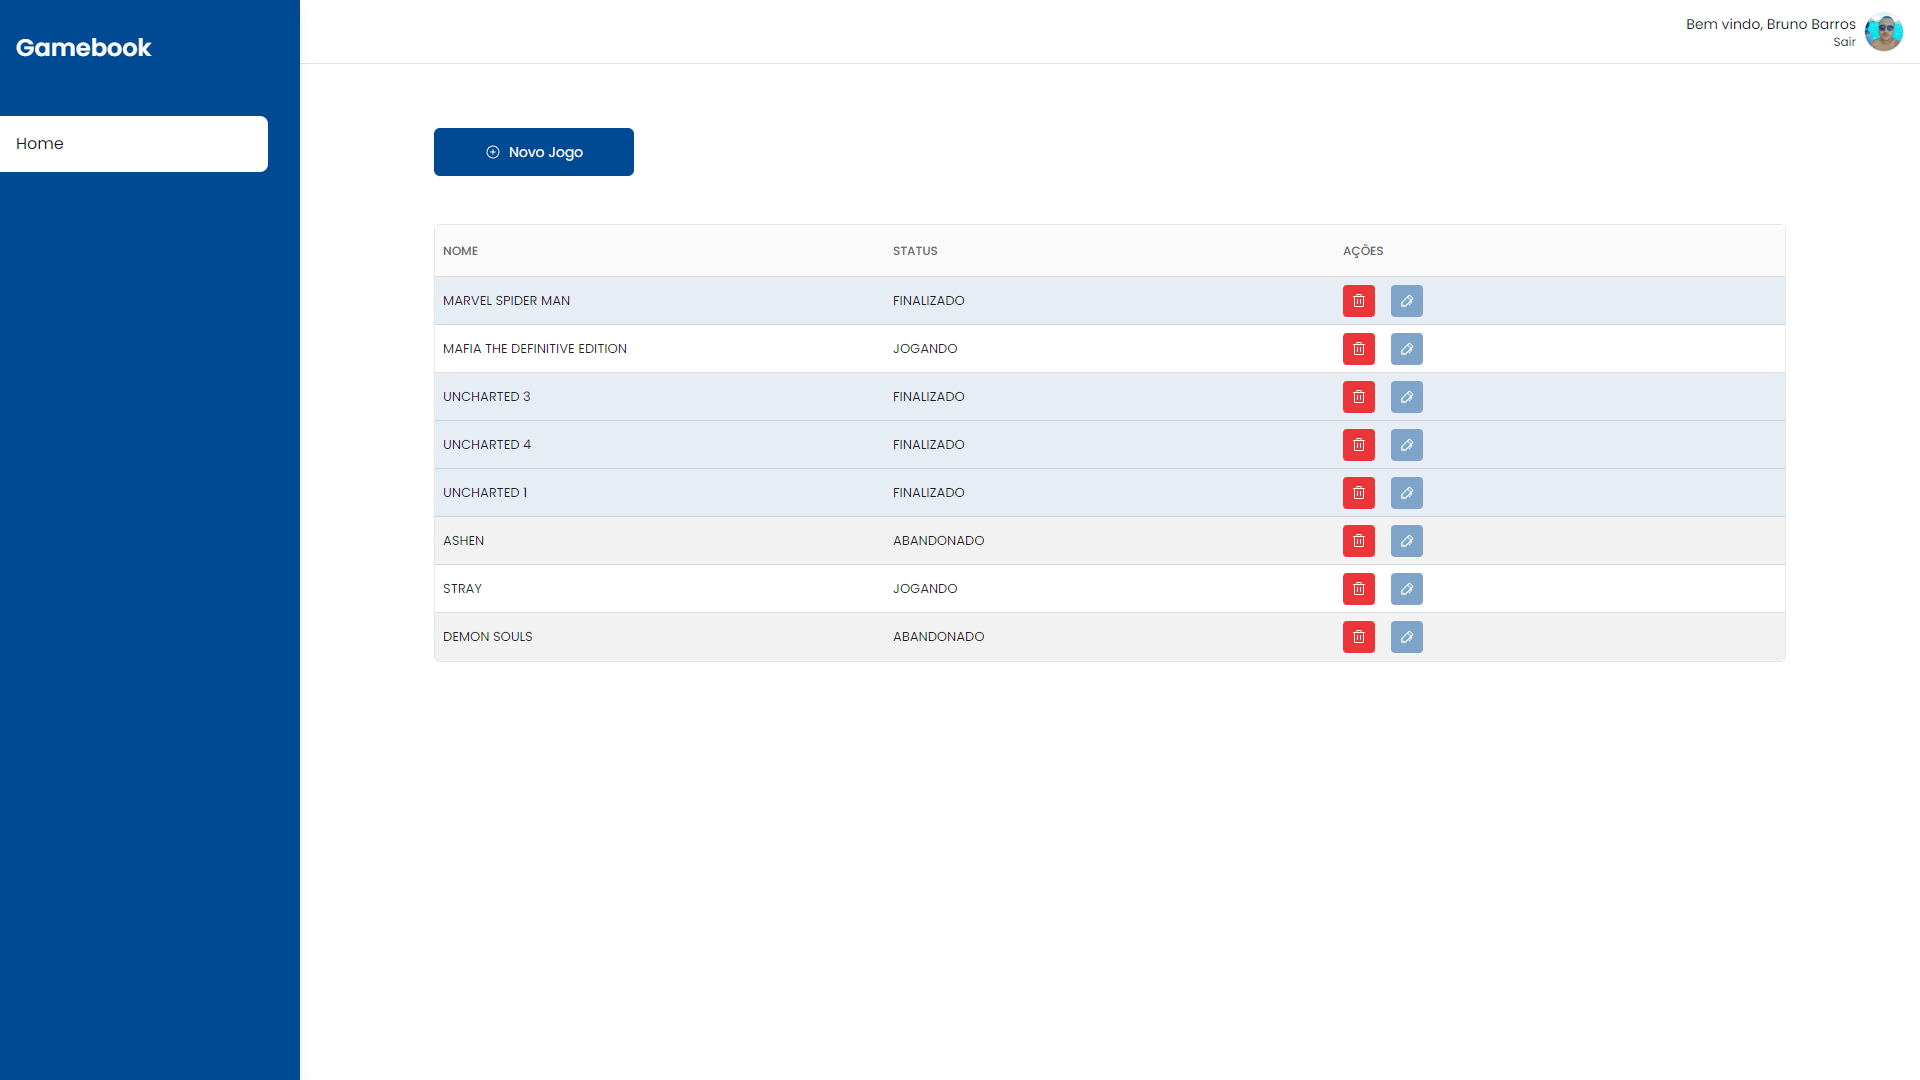 Gamebook
Bem vindo, Bruno Barros
Sair
Home
Novo Jogo
NOME STATUS AÇÕES
MARVEL SPIDER MAN FINALIZADO
MAFIA THE DEFINITIVE EDITION JOGANDO
UNCHARTED 3 FINALIZADO
UNCHARTED 4 FINALIZADO
UNCHARTED 1 FINALIZADO
ASHEN ABANDONADO
STRAY JOGANDO
DEMON SOULS ABANDONADO